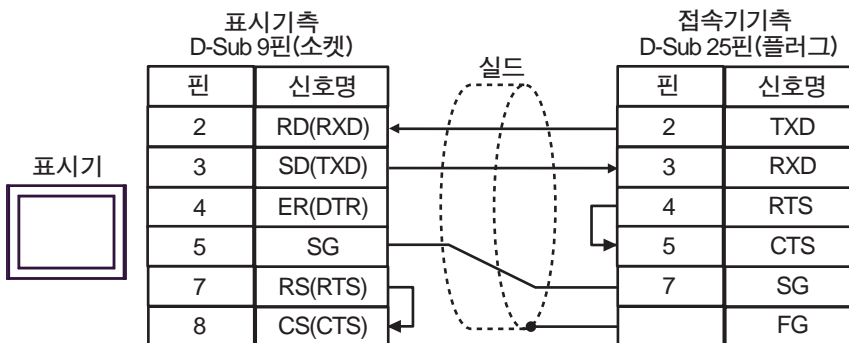 표시기측
D-Sub 9핀(소켓)
접속기기측
D-Sub 25핀(플러그)
실드
표시기
핀 신호명
2 RD(RXD)
3 SD(TXD)
4 ER(DTR)
5 SG
7 RS(RTS)
8 CS(CTS)
핀 신호명
2 TXD
3 RXD
4 RTS
5 CTS
7 SG
FG